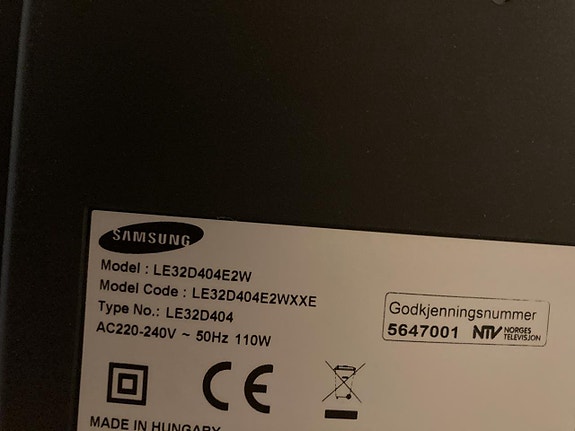 SAMSUNG
Model : LE32D404E2W
Model Code : LE32D404E2WXXE
Type No.: LE32D404
AC220-240V ~ 50Hz 110W
Godkjenningsnummer
5647001 NTV NORGES
TELEVISJON
CE
MADE IN HUNGARY